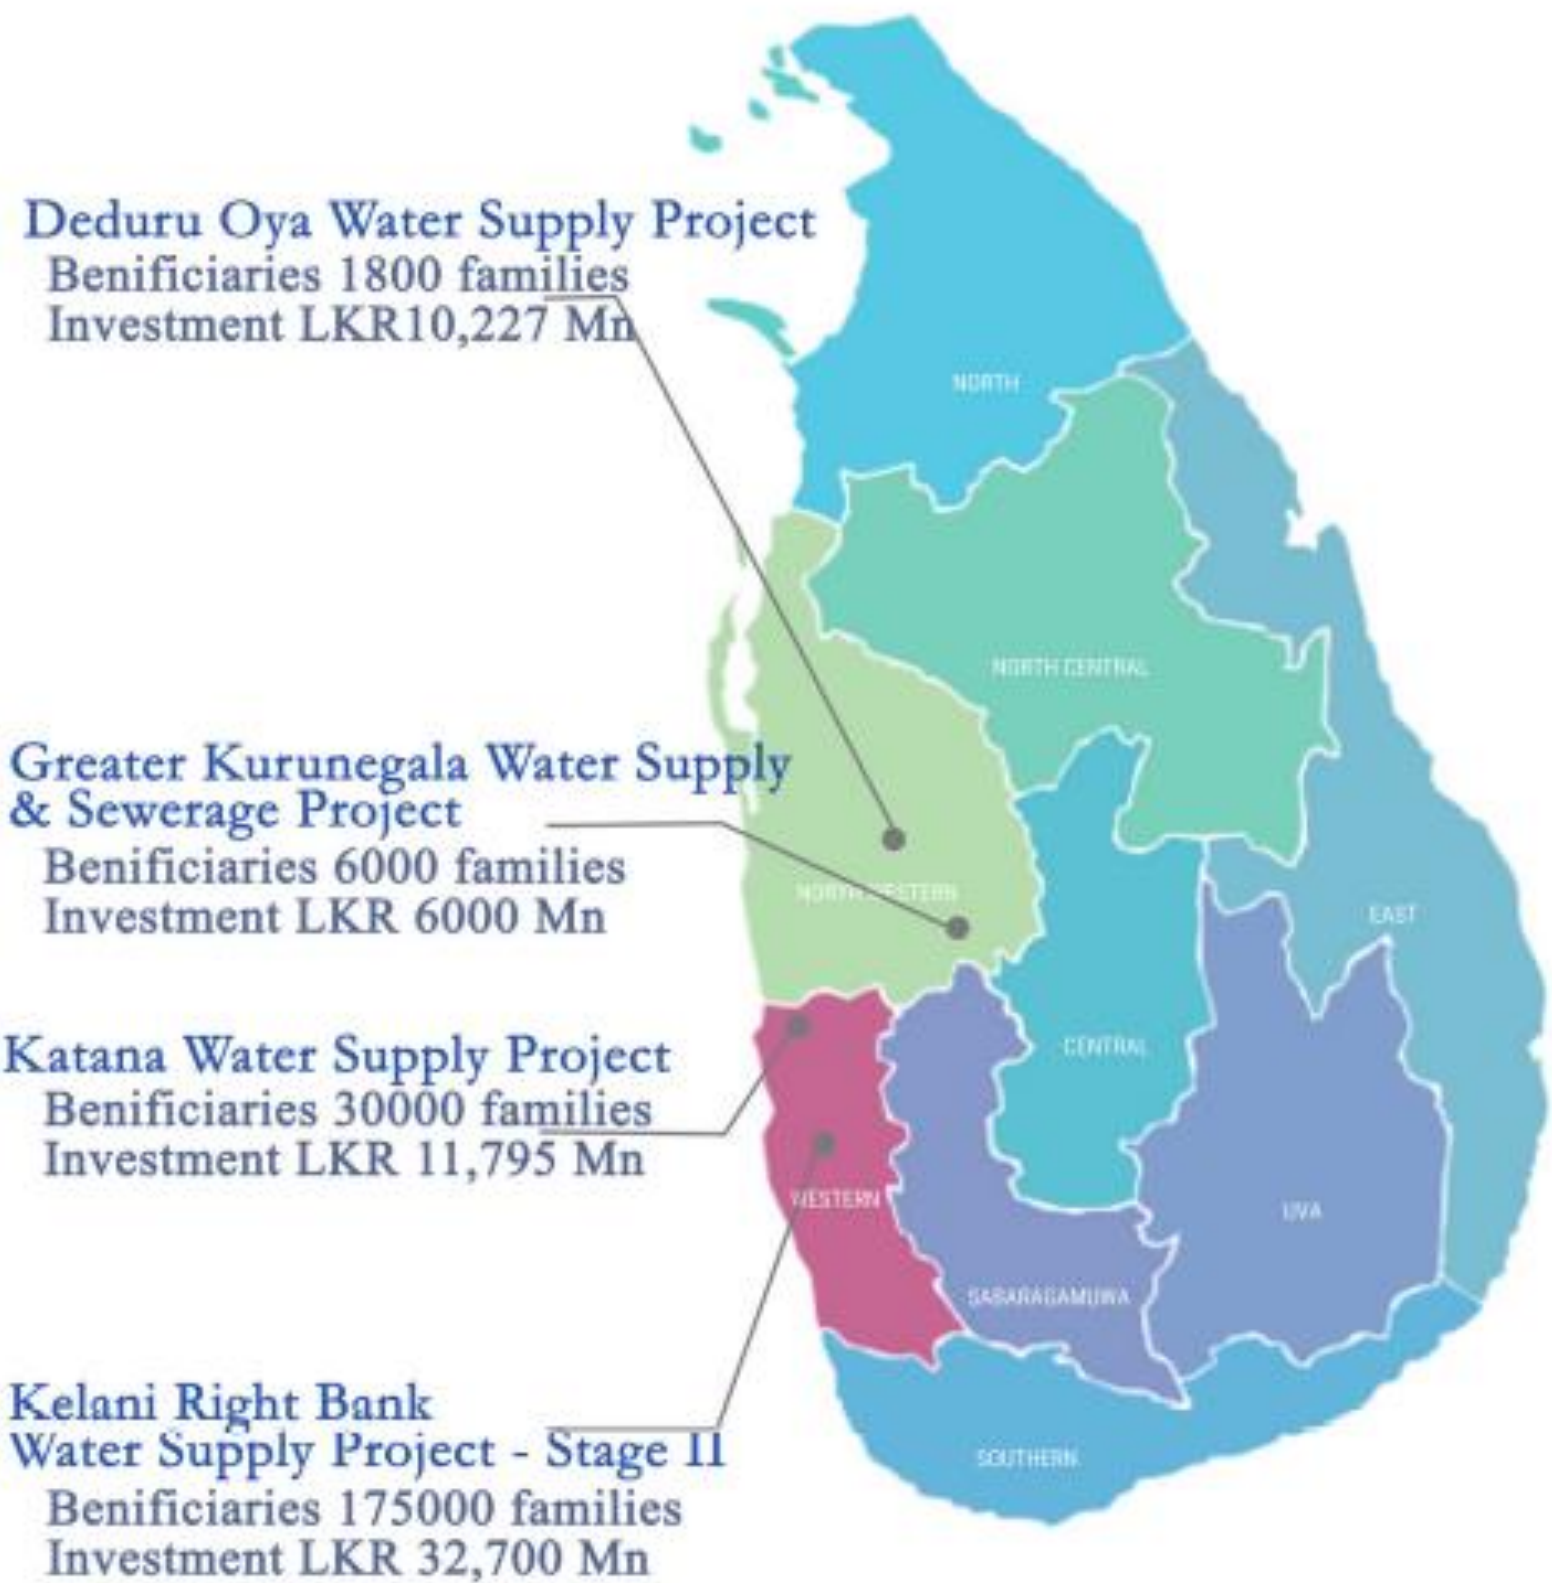 Deduru Oya Water Supply Project
Benificiaries 1800 families
Investment LKR10,227 Mn
NORTH
NORTH CENTRAL
Greater Kurunegala Water Supply
& Sewerage Project
Benificiaries 6000 families
Investment LKR 6000 Mn
NORTH WESTERN
EAST
Katana Water Supply Project
Benificiaries 30000 families
Investment LKR 11,795 Mn
CENTRAL
WESTERN
UVA
SABARAGAMUWA
Kelani Right Bank
Water Supply Project - Stage II
Benificiaries 175000 families
Investment LKR 32,700 Mn
SOUTHERN